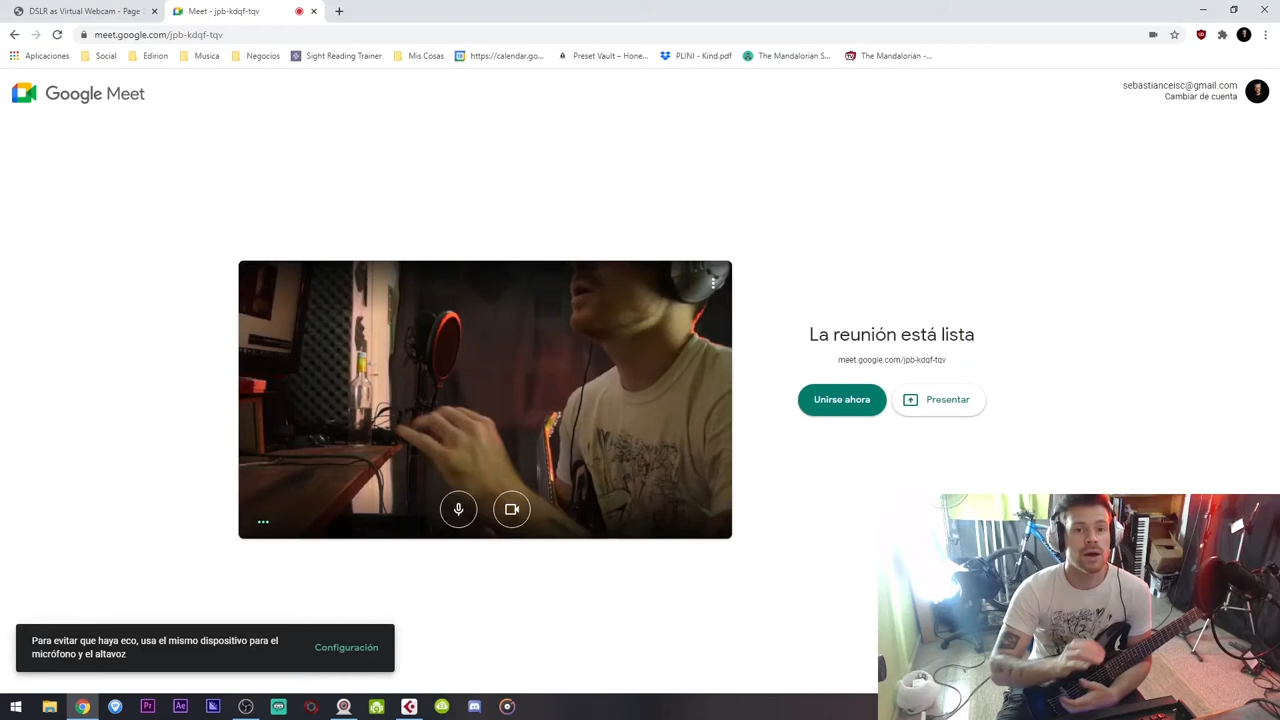 DSLR as Virtual Webcam - Page
Meet - jpb-kdqf-tqv
meet.google.com/jpb-kdqf-tqv
Aplicaciones
Social
Edirion
Musica
Negocios
Sight Reading Trainer
Mis Cosas
https://calendar.go...
Preset Vault – Hone...
PLINI - Kind.pdf
The Mandalorian S...
The Mandalorian -...
Google Meet
sebastianceisc@gmail.com
Cambiar de cuenta
La reunión está lista
meet.google.com/jpb-kdqf-tqv
Unirse ahora
Presentar
Para evitar que haya eco, usa el mismo dispositivo para el
micrófono y el altavoz
Configuración
Pr
Ae